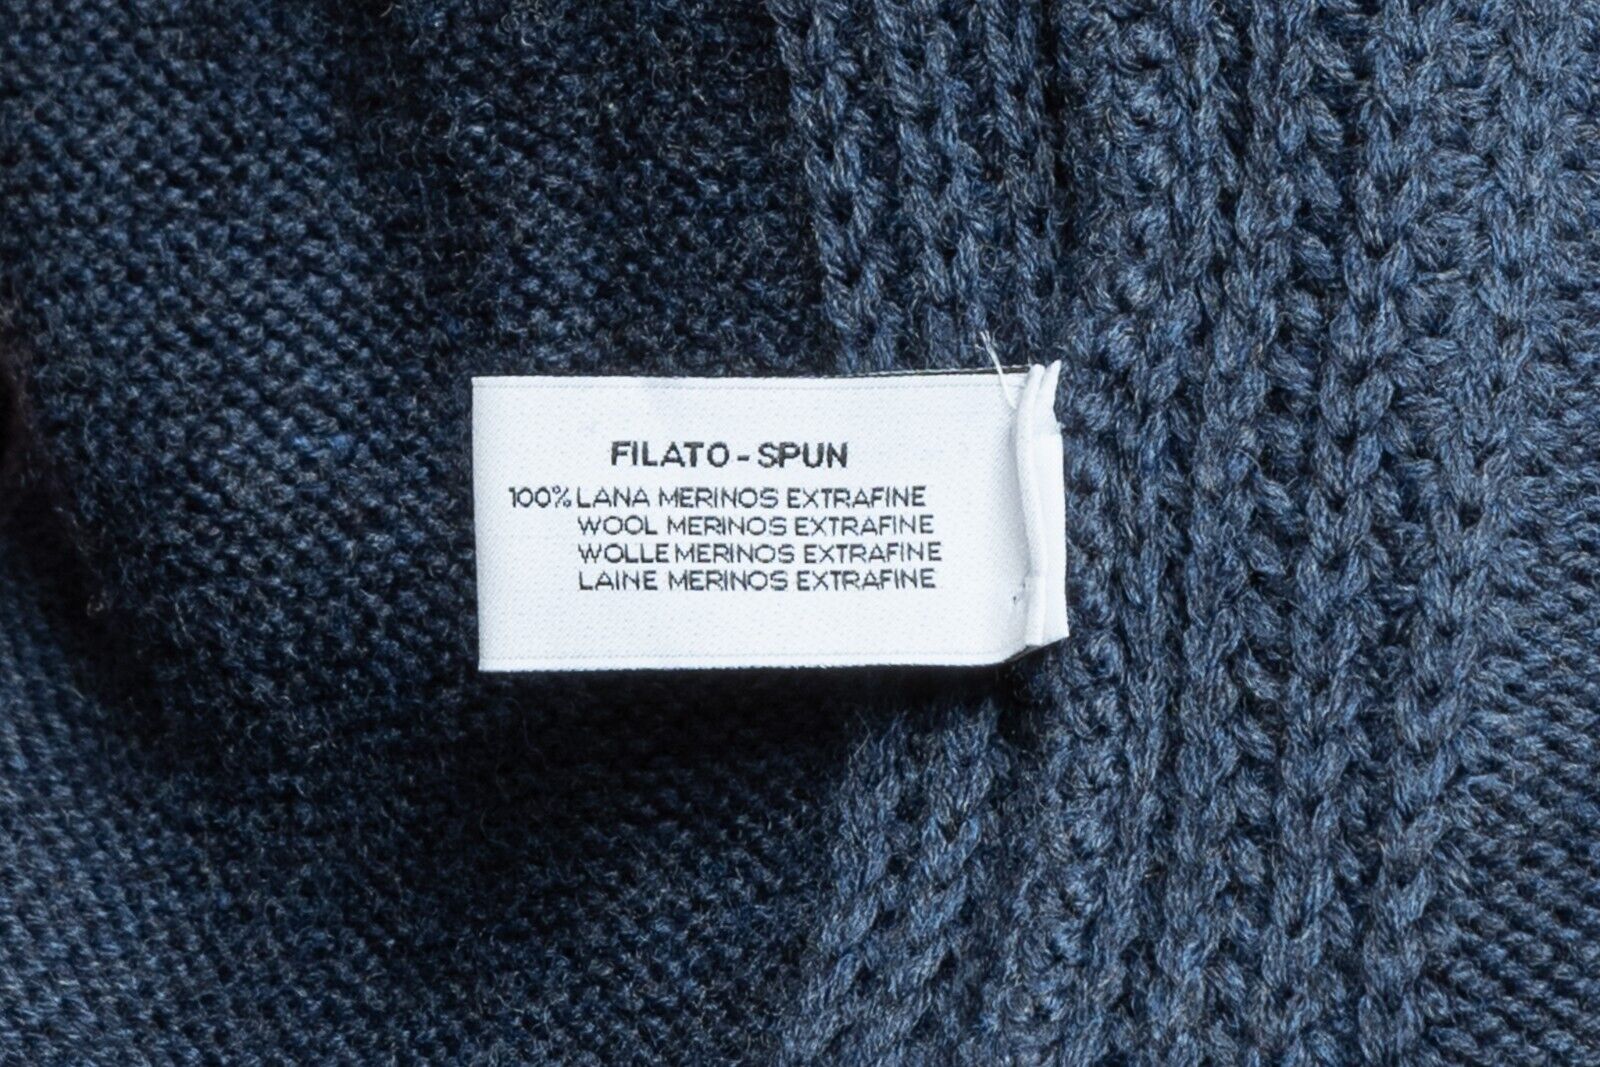 FILATO - SPUN
100% LANA MERINOS EXTRAFINE
WOOL MERINOS EXTRAFINE
WOLLE MERINOS EXTRAFINE
LAINE MERINOS EXTRAFINE